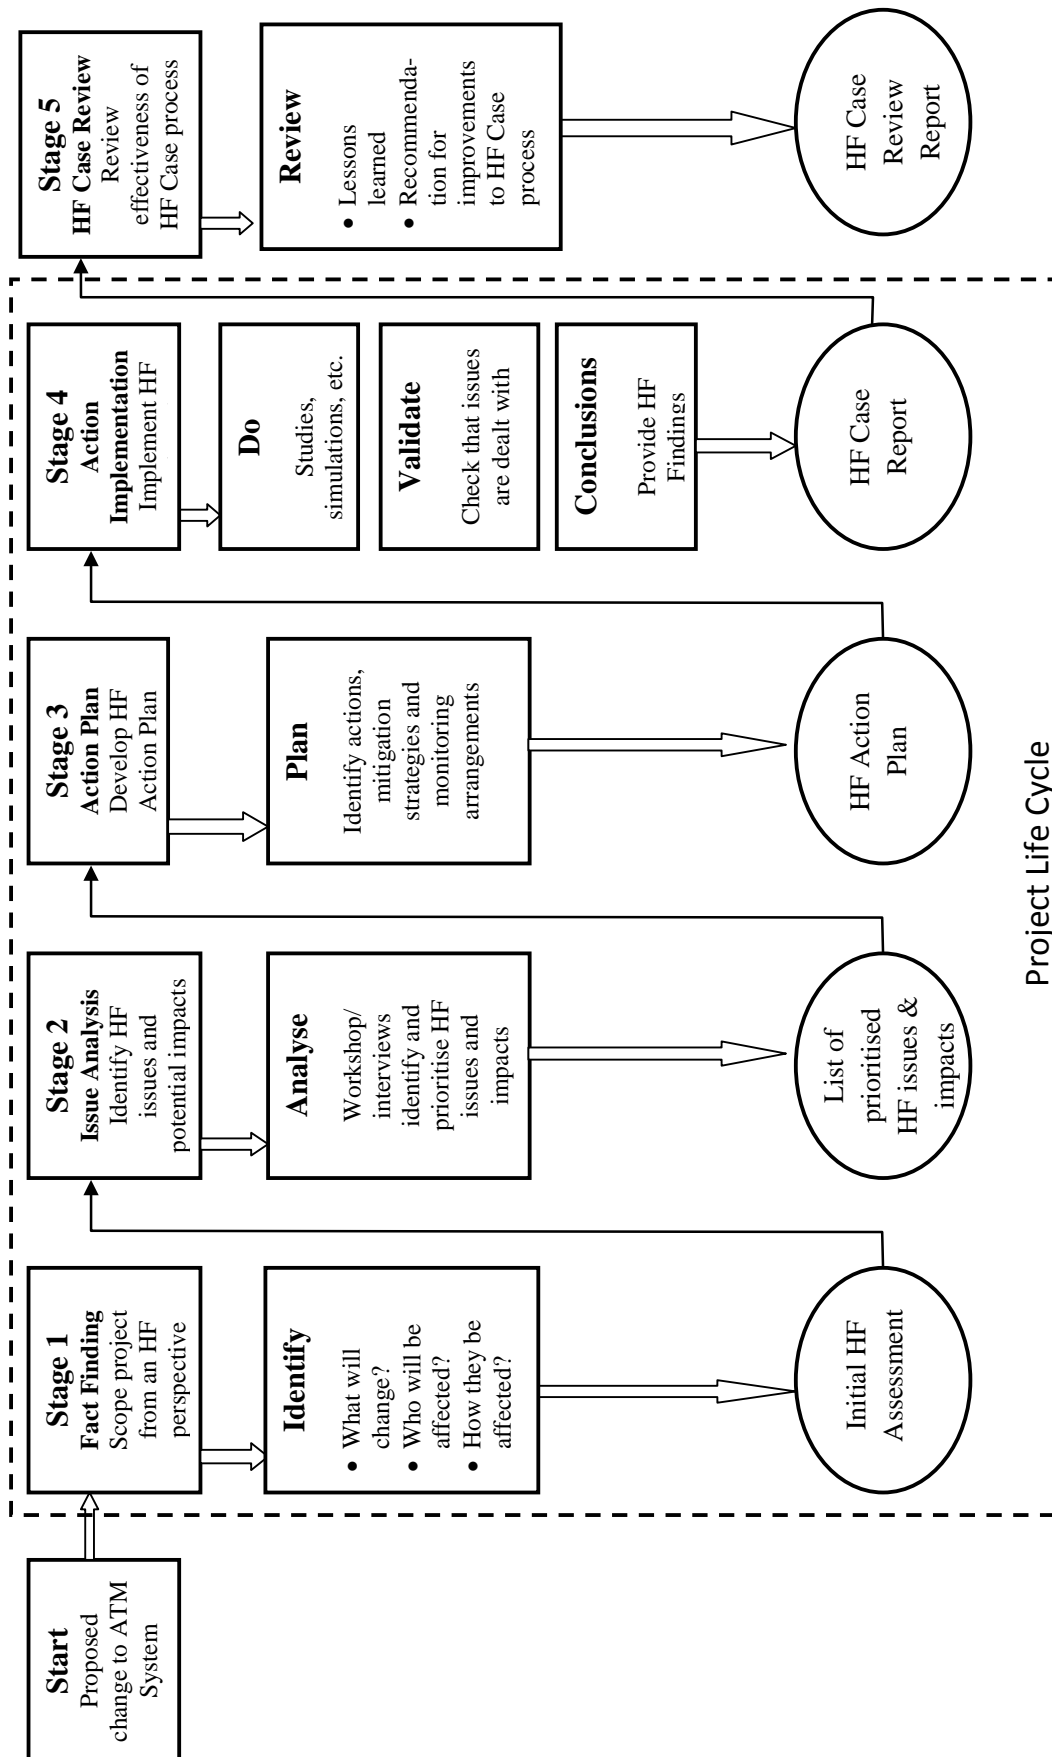 Start
Proposed
change to ATM
System
Stage 1
Fact Finding
Scope project
from an HF
perspective
Identify
• What will
change?
• Who will be
affected?
• How they be
affected?
Initial HF
Assessment
Stage 2
Issue Analysis
Identify HF
issues and
potential impacts
Analyse
Workshop/
interviews
identify and
prioritise HF
issues and
impacts
List of
prioritised
HF issues &
impacts
Stage 3
Action Plan
Develop HF
Action Plan
Plan
Identify actions,
mitigation
strategies and
monitoring
arrangements
HF Action
Plan
Stage 4
Action
Implementation
Implement HF
Do
Studies,
simulations, etc.
Validate
Check that issues
are dealt with
Conclusions
Provide HF
Findings
HF Case
Report
Stage 5
HF Case Review
Review
effectiveness of
HF Case process
Review
• Lessons
learned
• Recommenda-
tion for
improvements
to HF Case
process
HF Case
Review
Report
Project Life Cycle